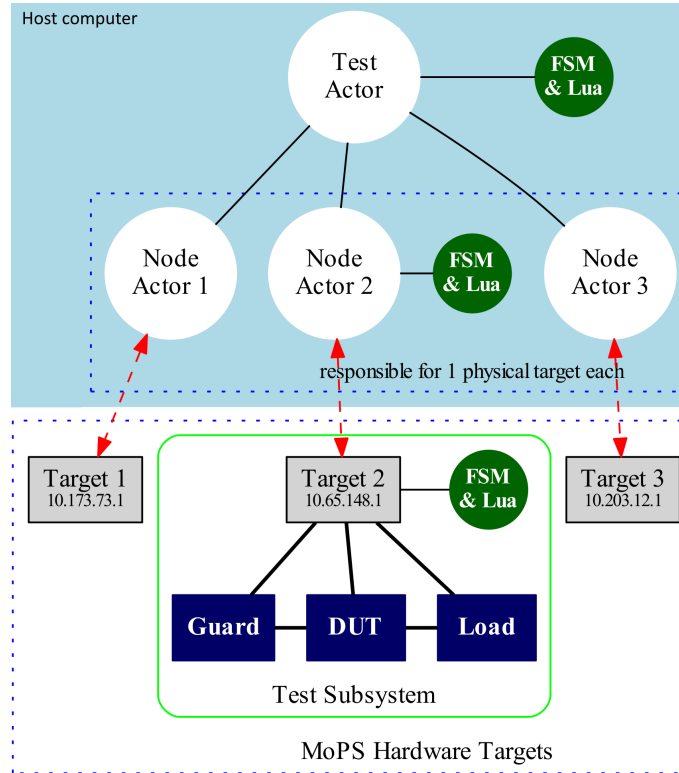 Host computer
Test
Actor
FSM
& Lua
Node
Actor 1
Node
Actor 2
FSM
& Lua
Node
Actor 3
responsible for 1 physical target each
Target 1
10.173.73.1
Target 2
10.65.148.1
FSM
& Lua
Target 3
10.203.12.1
Guard
DUT
Load
Test Subsystem
MoPS Hardware Targets